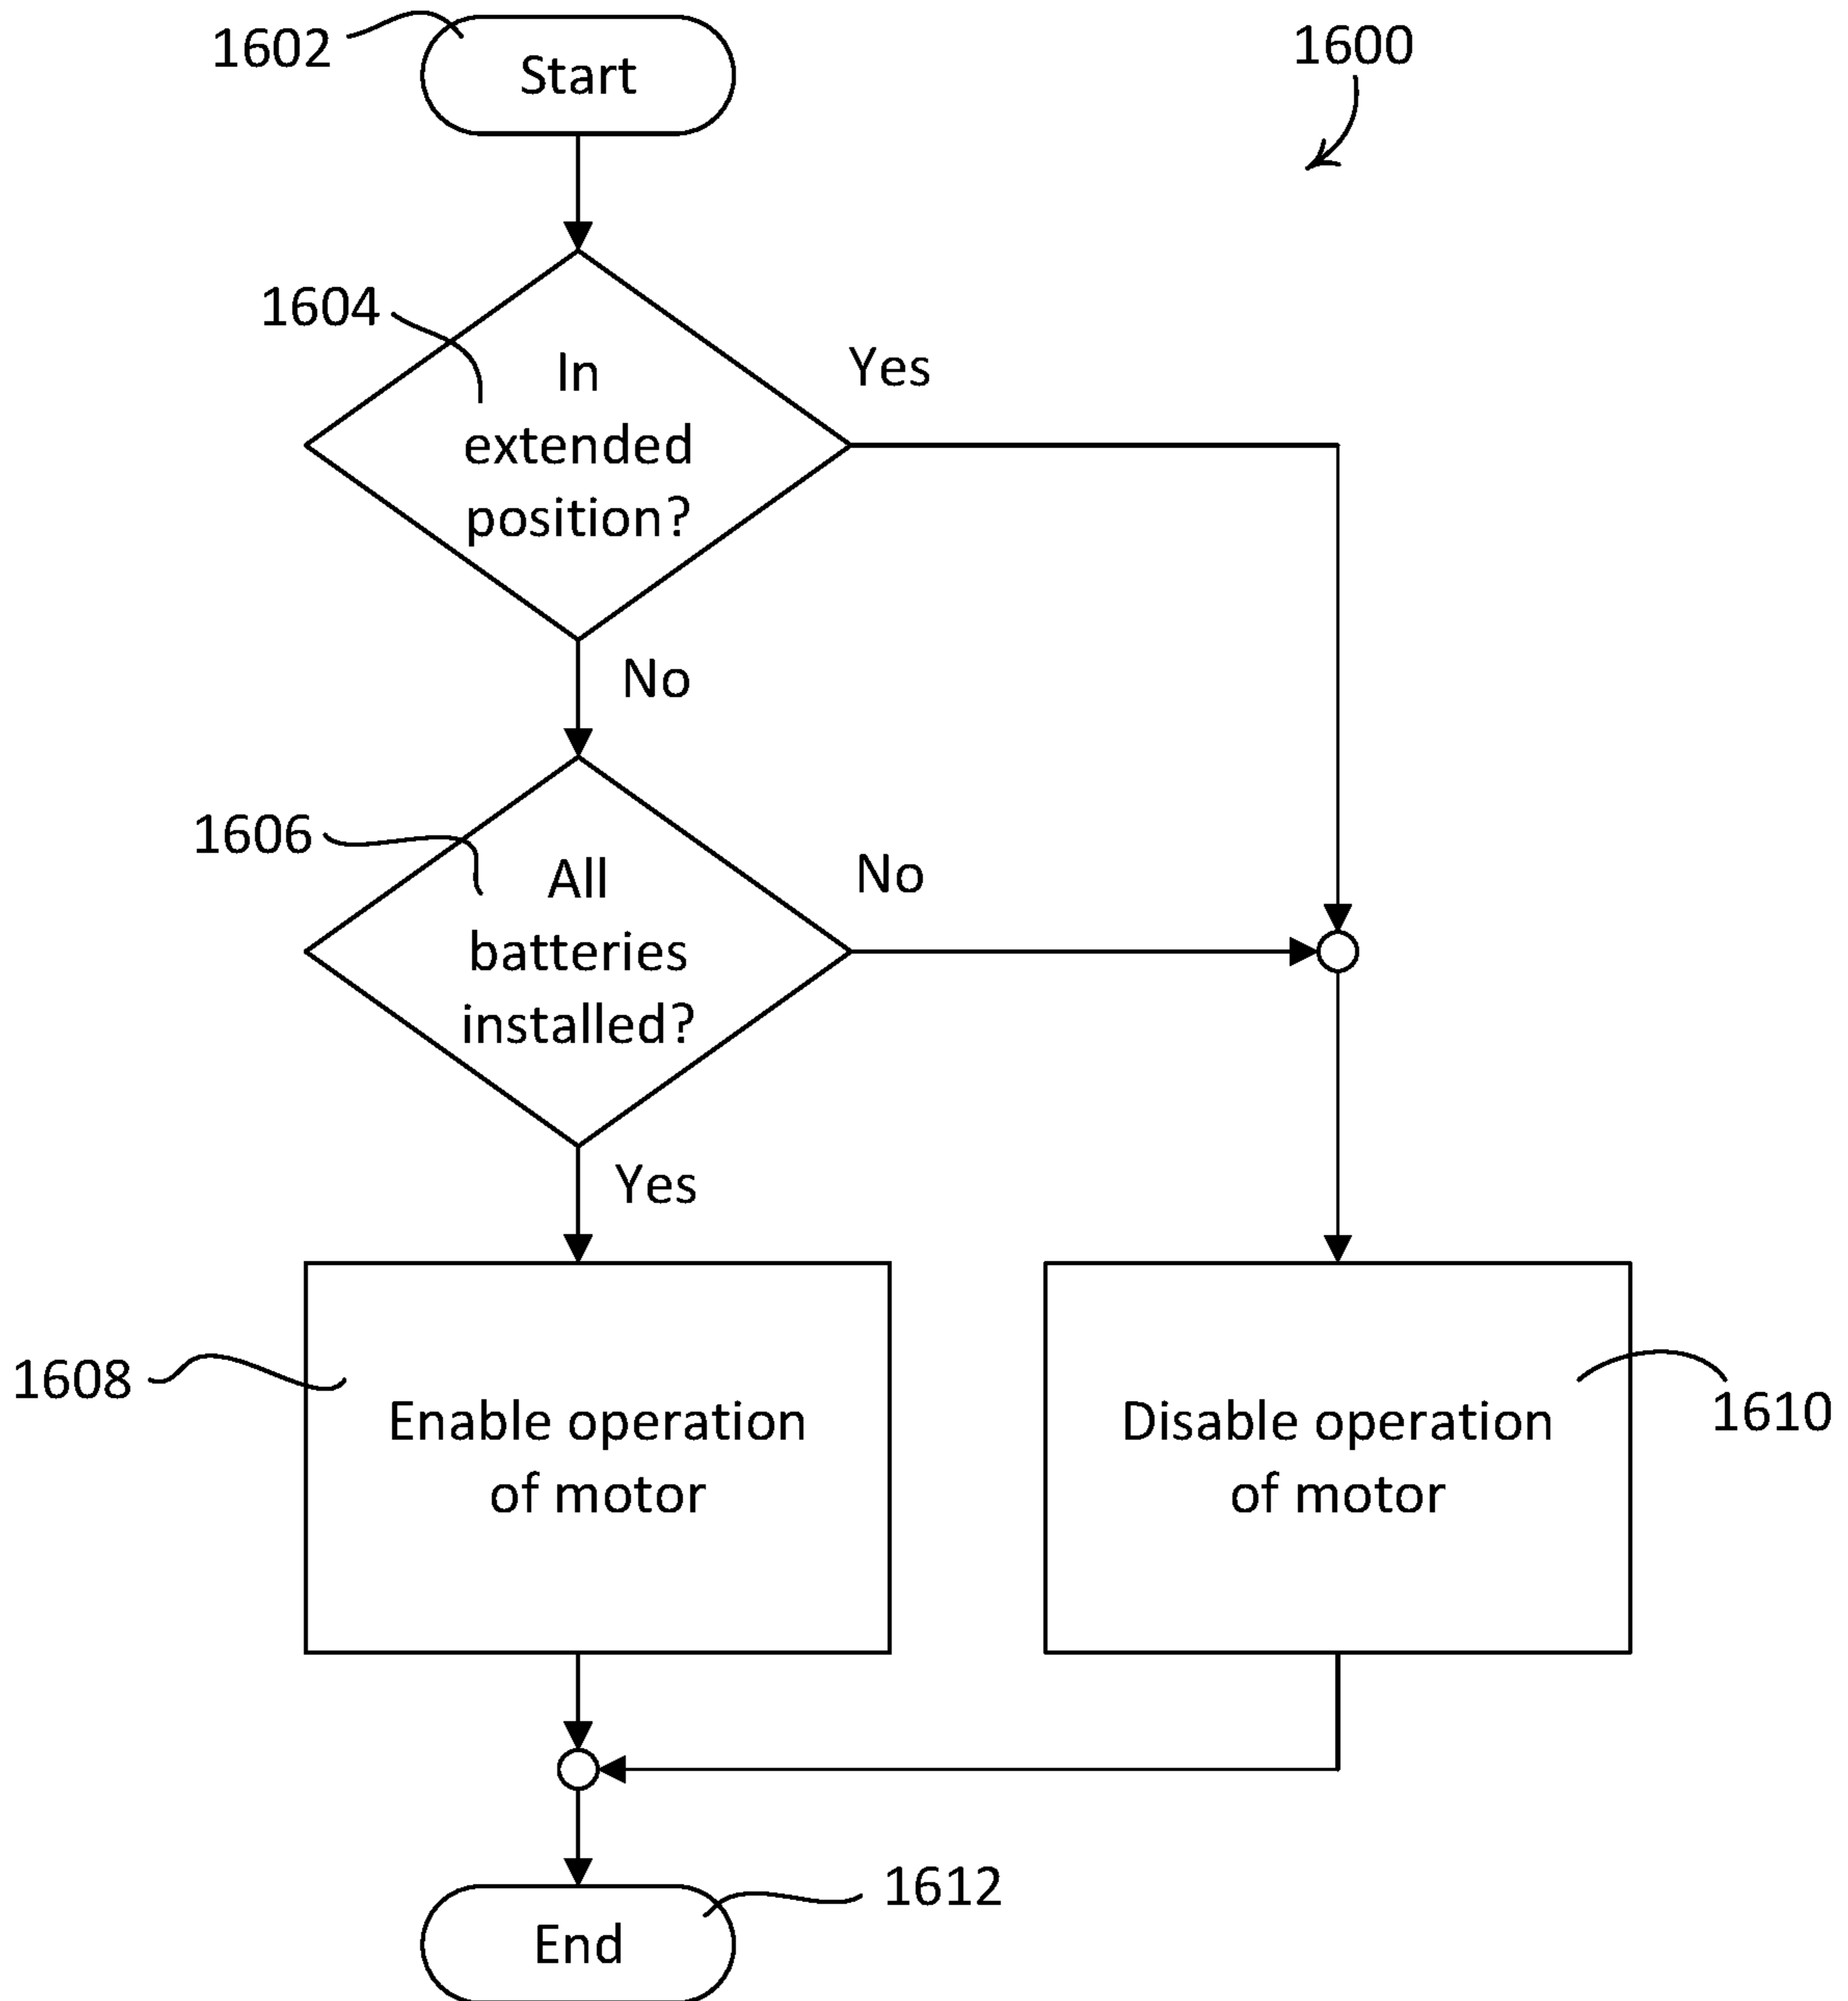 1602
Start
1600
1604
In
extended
position?
Yes
No
1606
All
batteries
installed?
No
Yes
1608
Enable operation
of motor
Disable operation
of motor
1610
1612
End